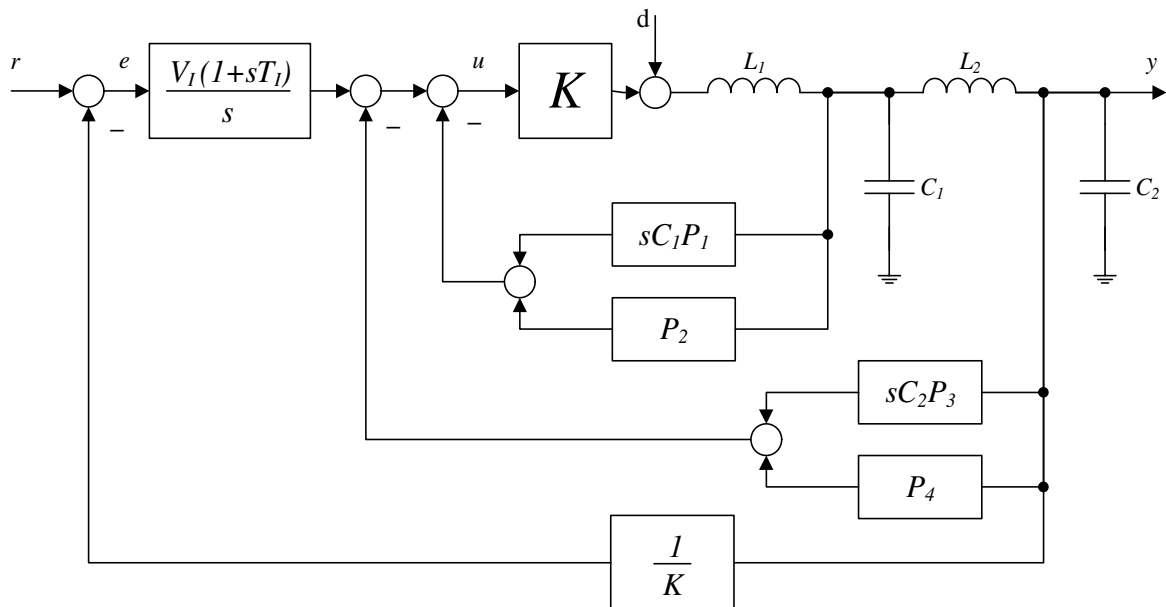 r
e
V_I(1+sT_I)
s
−
−
u
−
K
d
L_1
L_2
y
C_1
C_2
sC_1P_1
P_2
sC_2P_3
P_4
1
K